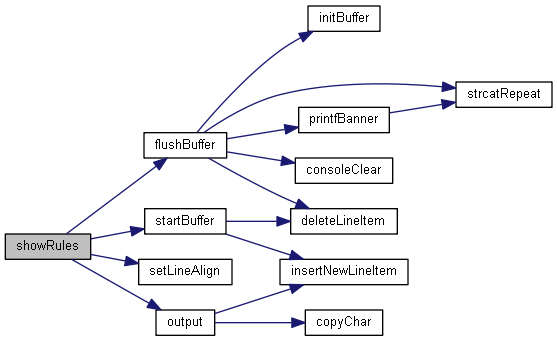 initBuffer
strcatRepeat
printfBanner
flushBuffer
consoleClear
startBuffer
deleteLineItem
showRules
setLineAlign
insertNewLineItem
output
copyChar